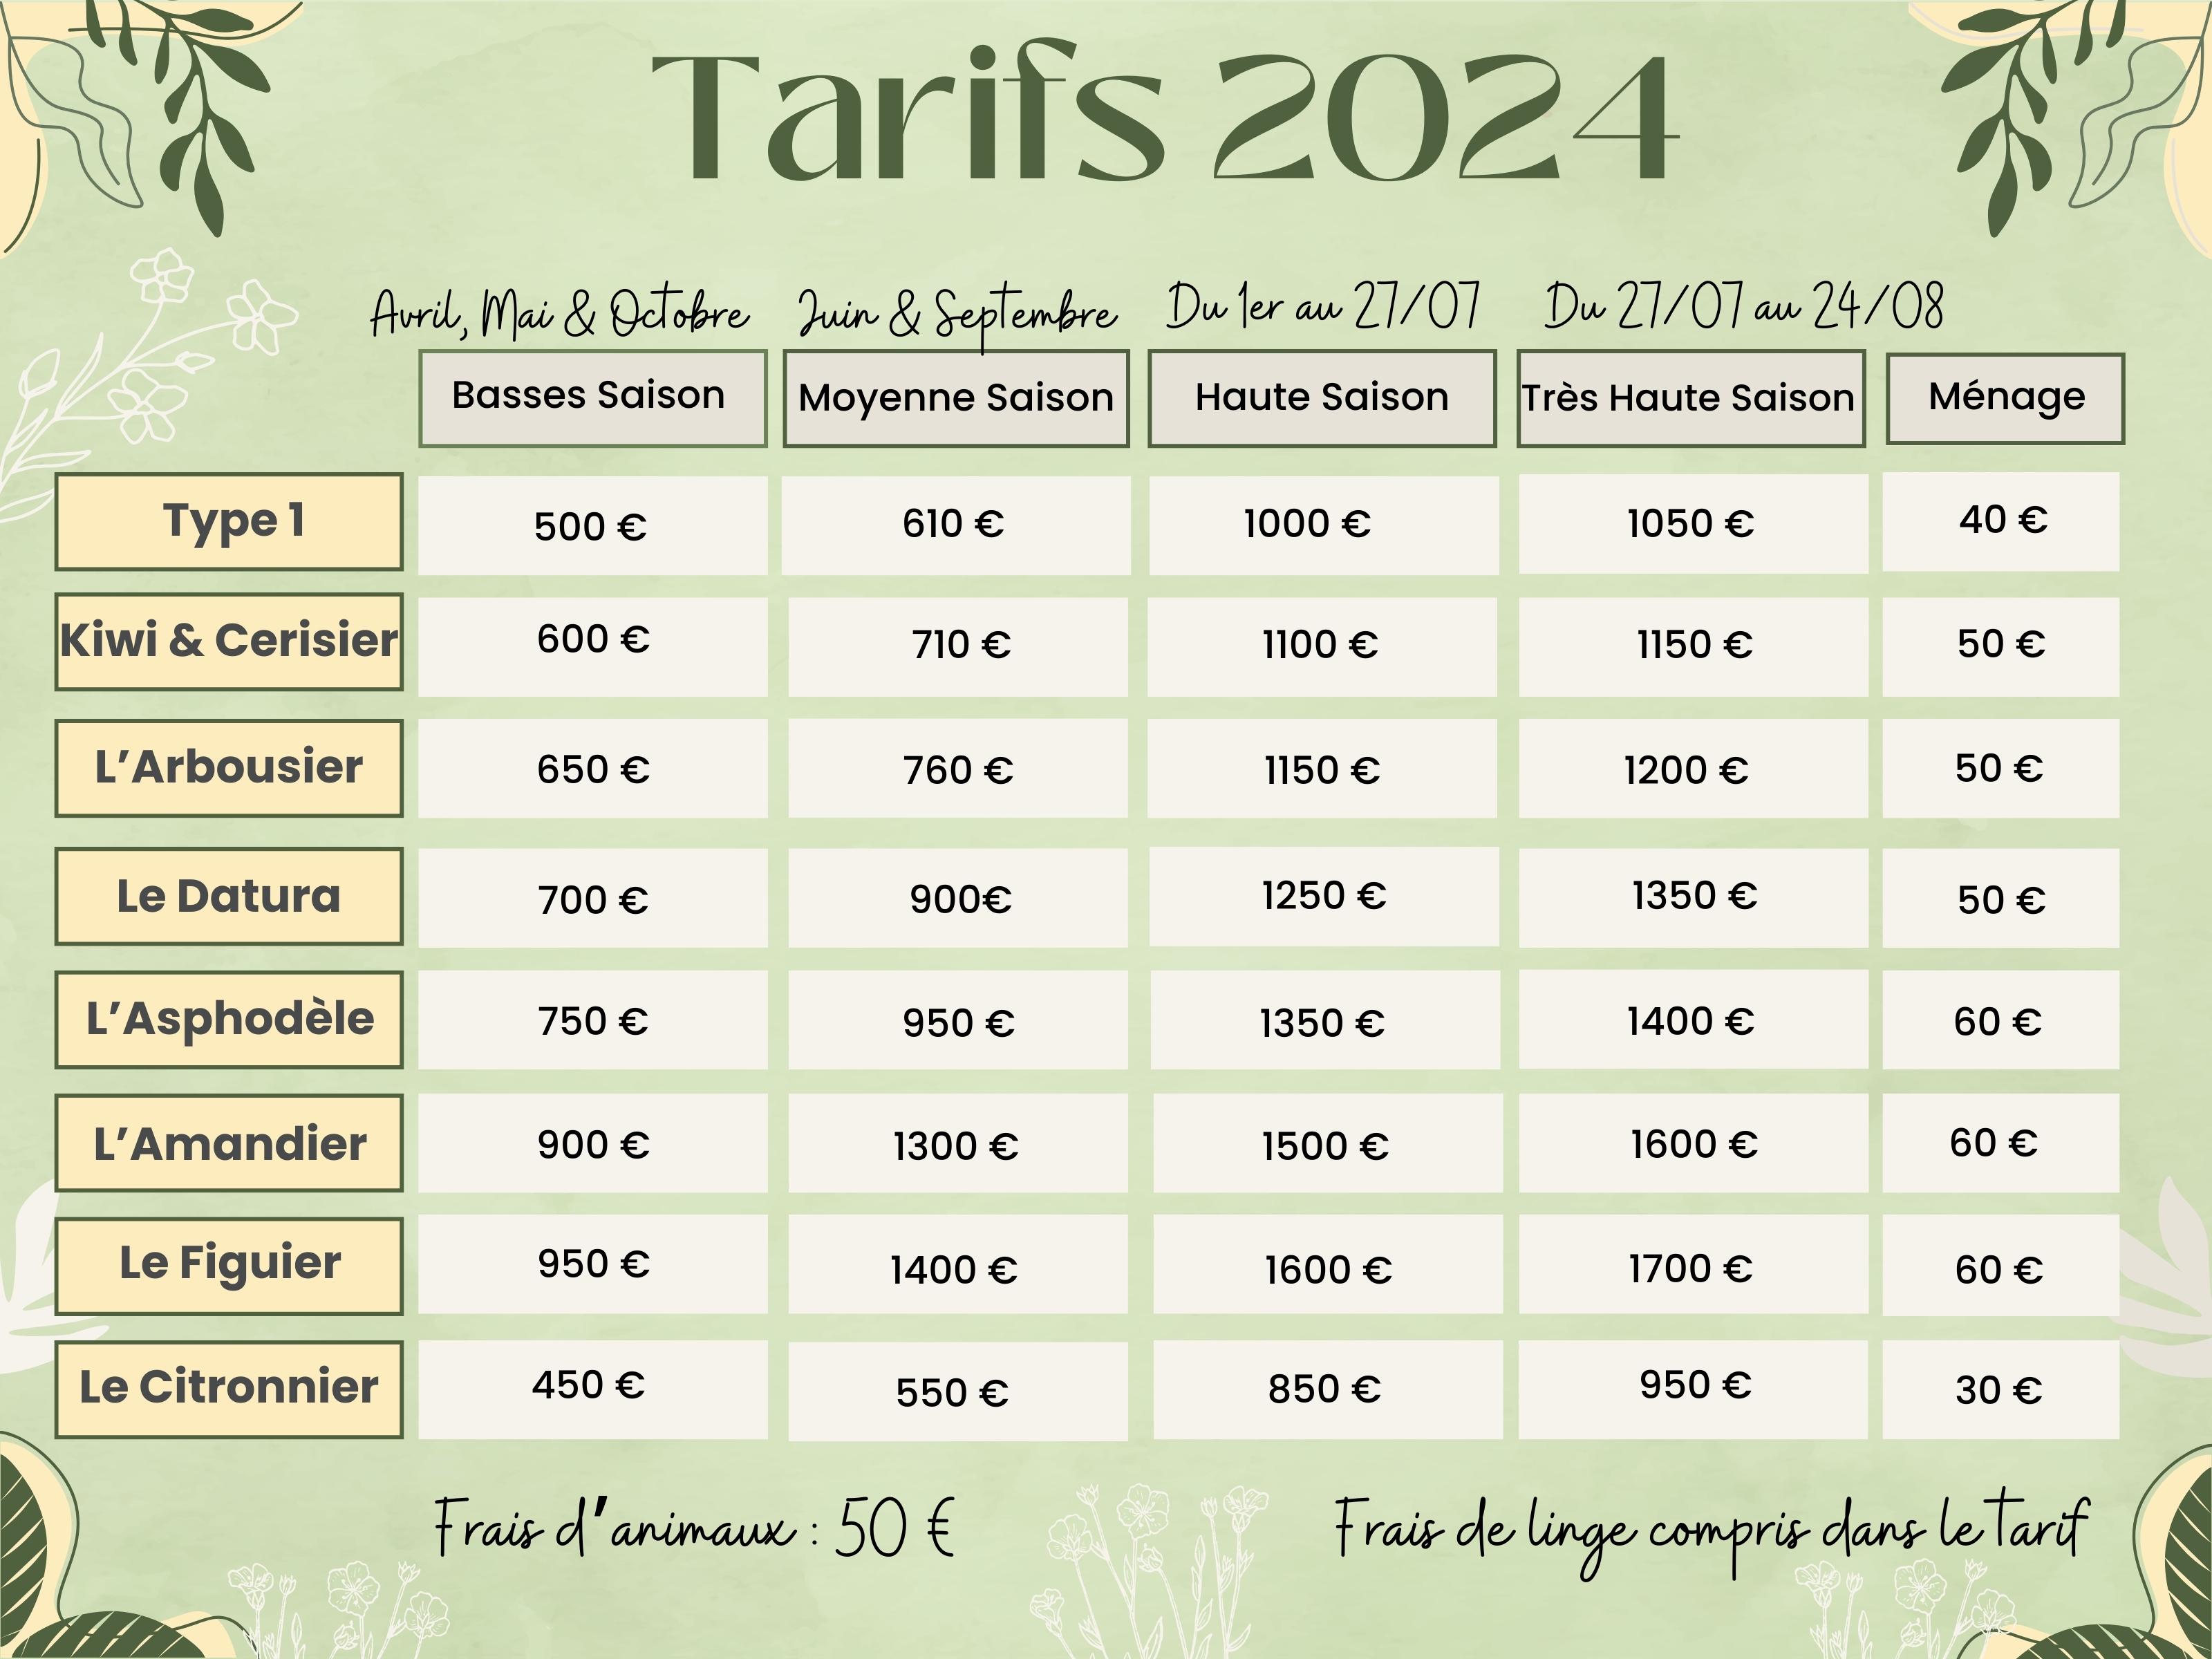 Tarifs 2024
Avril, Mai & Octobre Juin & Septembre Du 1er au 27/07 Du 27/07 au 24/08
Basses Saison Moyenne Saison Haute Saison Très Haute Saison Ménage
Type 1 500 € 610 € 1000 € 1050 € 40 €
Kiwi & Cerisier 600 € 710 € 1100 € 1150 € 50 €
L’Arbousier 650 € 760 € 1150 € 1200 € 50 €
Le Datura 700 € 900€ 1250 € 1350 € 50 €
L’Asphodèle 750 € 950 € 1350 € 1400 € 60 €
L’Amandier 900 € 1300 € 1500 € 1600 € 60 €
Le Figuier 950 € 1400 € 1600 € 1700 € 60 €
Le Citronnier 450 € 550 € 850 € 950 € 30 €
Frais d’animaux : 50 € Frais de linge compris dans le tarif